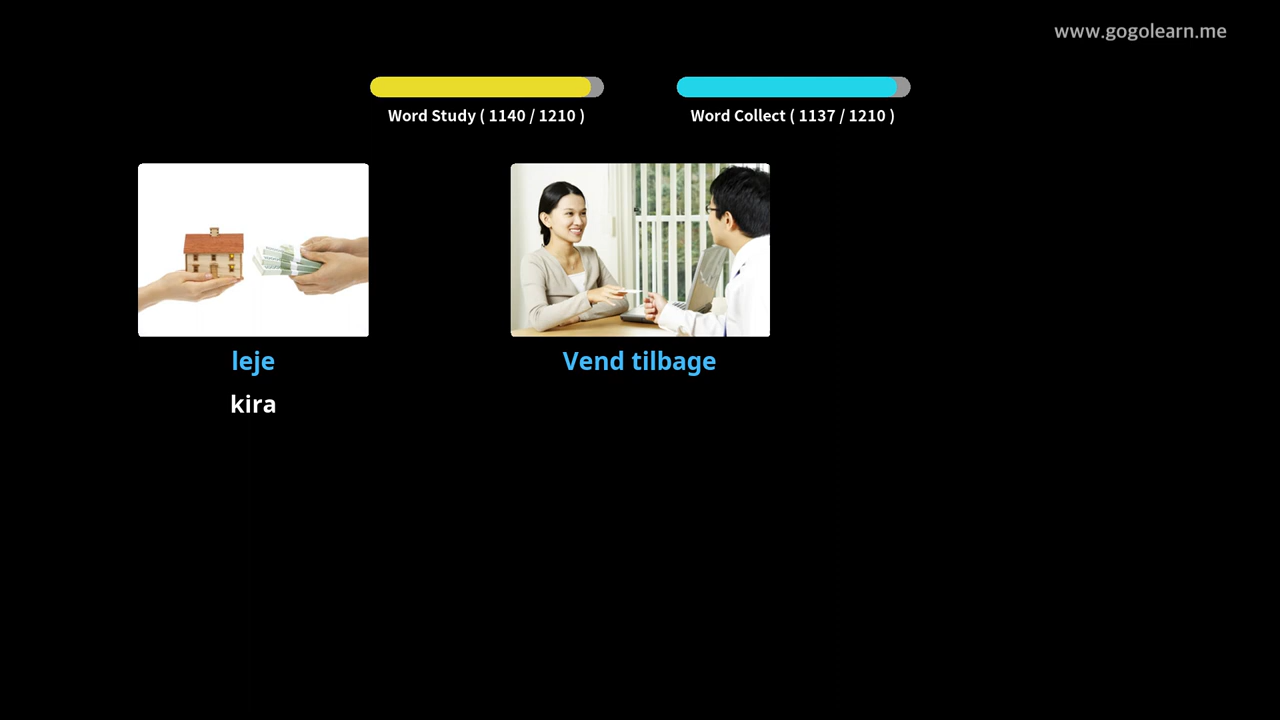 www.gogolearn.me
Word Study ( 1140 / 1210 )
Word Collect ( 1137 / 1210 )
leje
Vend tilbage
kira